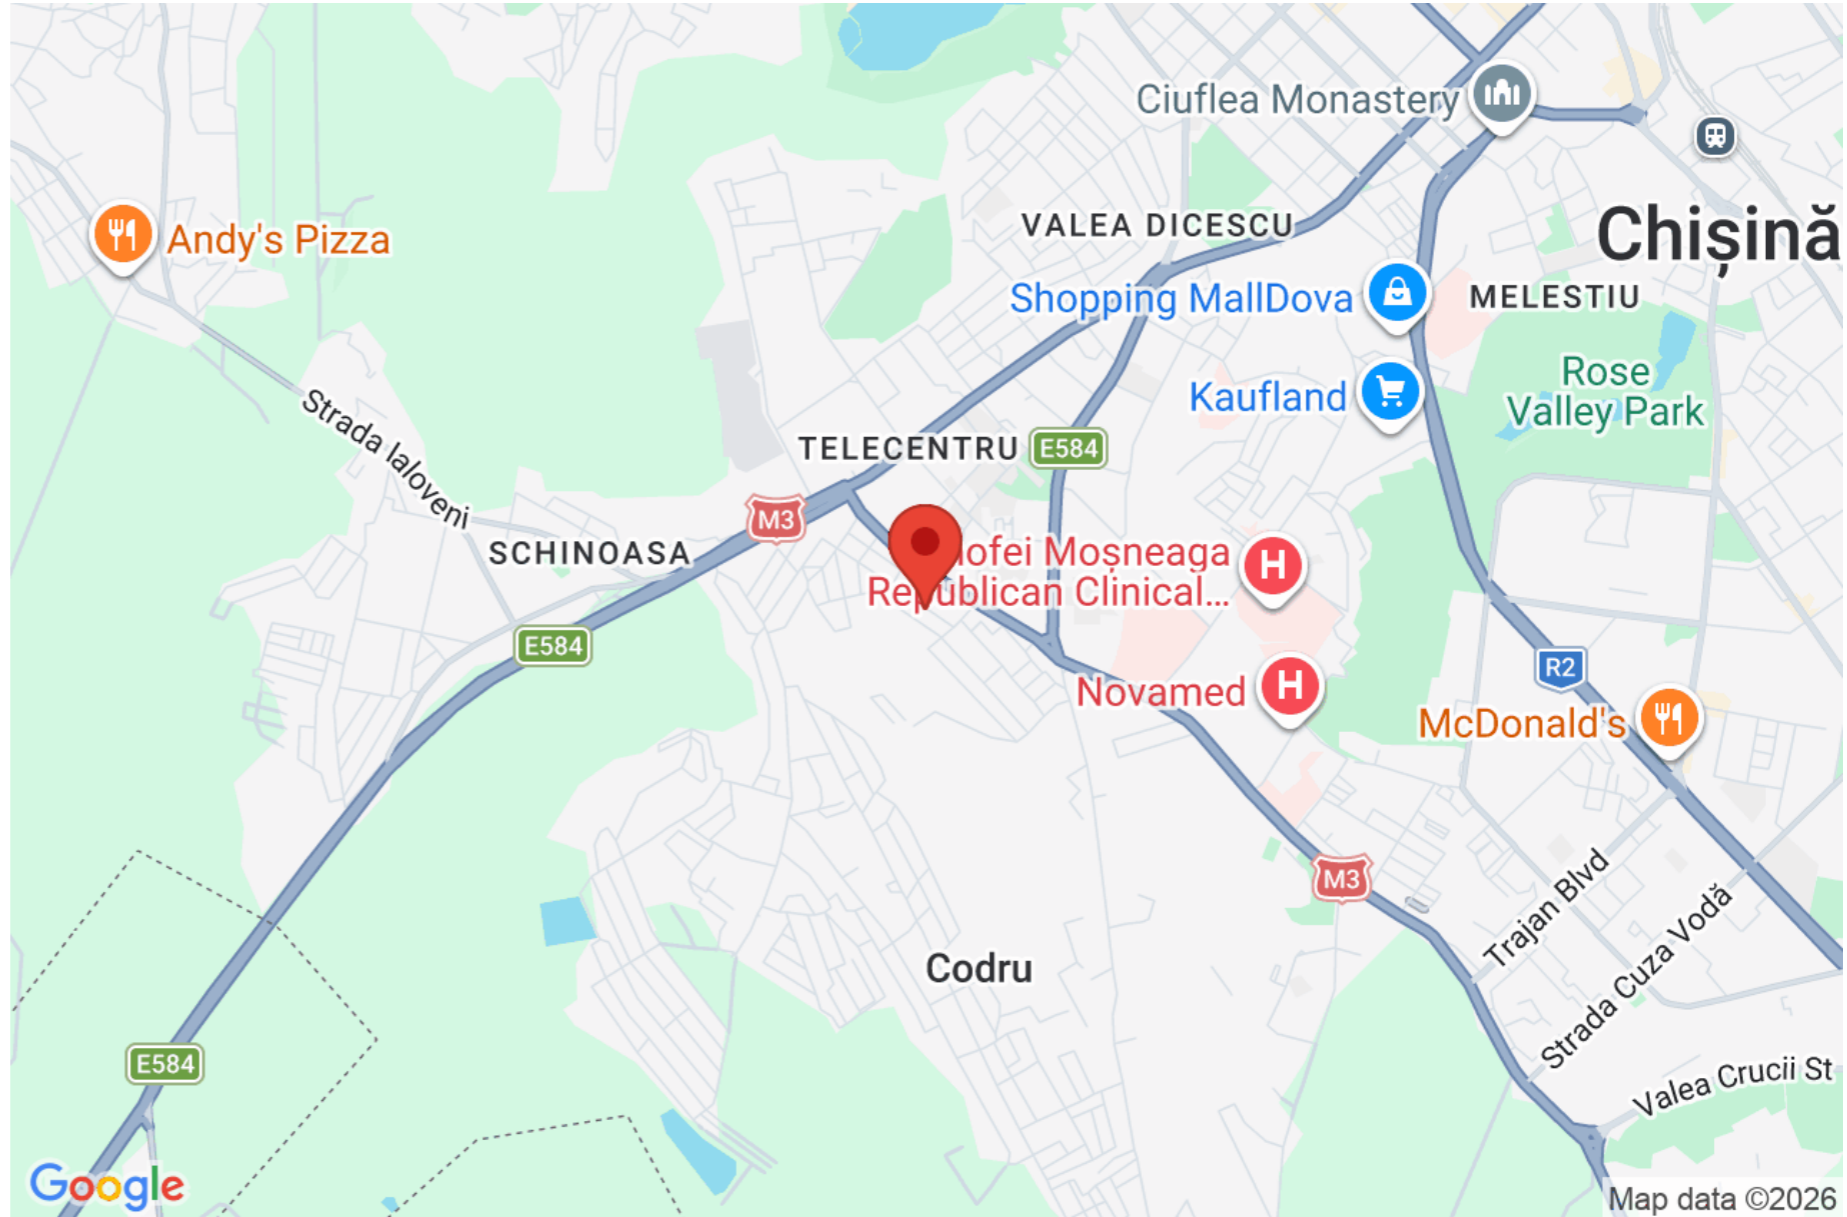 Ciuflea Monastery
Chișină
Andy's Pizza
VALEA DICESCU
Shopping MallDova
MELESTIU
Rose
Valley Park
Kaufland
Strada Ialoveni
TELECENTRU
E584
M3
SCHINOASA
Moșneaga
Republican Clinical...
H
E584
Novamed
H
R2
McDonald's
M3
Trajan Blvd
Strada Cuza Vodă
Codru
E584
Valea Crucii St
Google
Map data ©2026